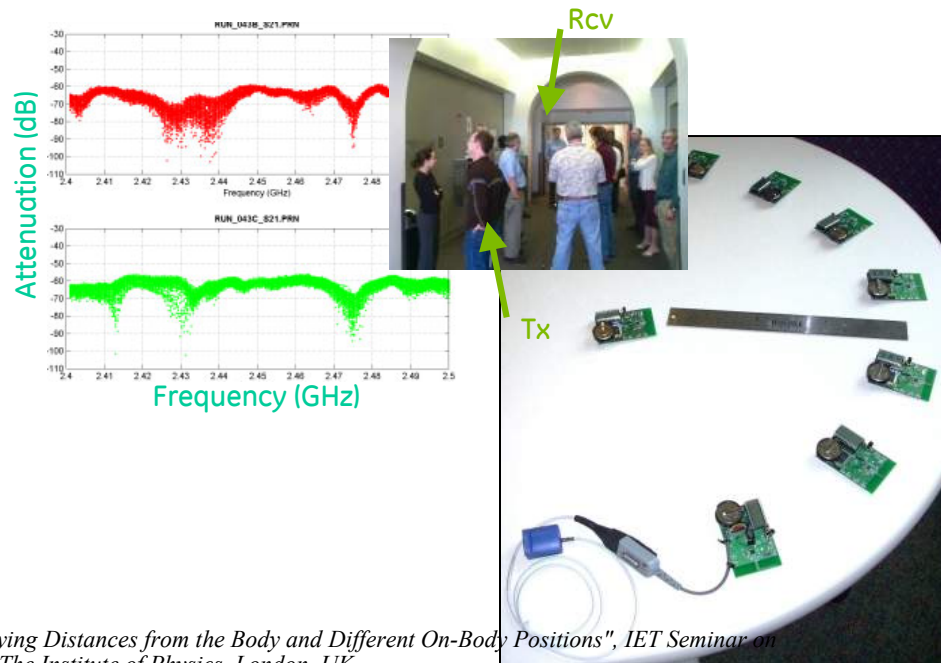 RUN_043B_S21.PRN
Rcv
Attenuation (dB)
-30
-40
-50
-60
-70
-80
-90
-100
-110
2.4 2.41 2.42 2.43 2.44 2.45 2.46 2.47 2.48
Frequency (GHz)
RUN_043C_S21.PRN
-30
-40
-50
-60
-70
-80
-90
-100
-110
2.4 2.41 2.42 2.43 2.44 2.45 2.46 2.47 2.48 2.49 2.5
Frequency (GHz)
Tx
ying Distances from the Body and Different On-Body Positions", IET Seminar on
The Institute of Physics, London, UK